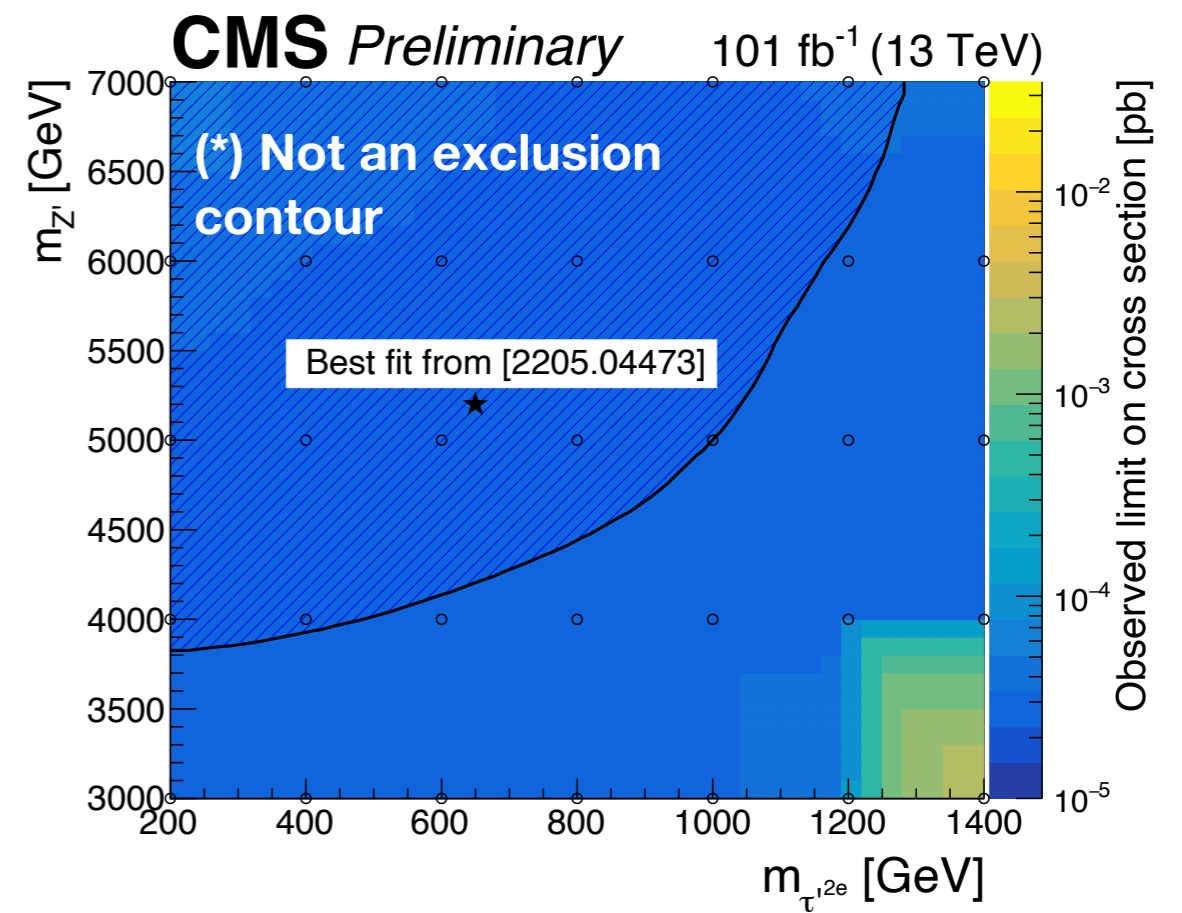 CMS Preliminary 101 fb⁻¹ (13 TeV)
m_Z' [GeV]
7000
6500
6000
5500
5000
4500
4000
3500
3000
(*) Not an exclusion
contour
Best fit from [2205.04473]
200 400 600 800 1000 1200 1400
m_τ'²ᵉ [GeV]
10⁻²
10⁻³
10⁻⁴
10⁻⁵
Observed limit on cross section [pb]